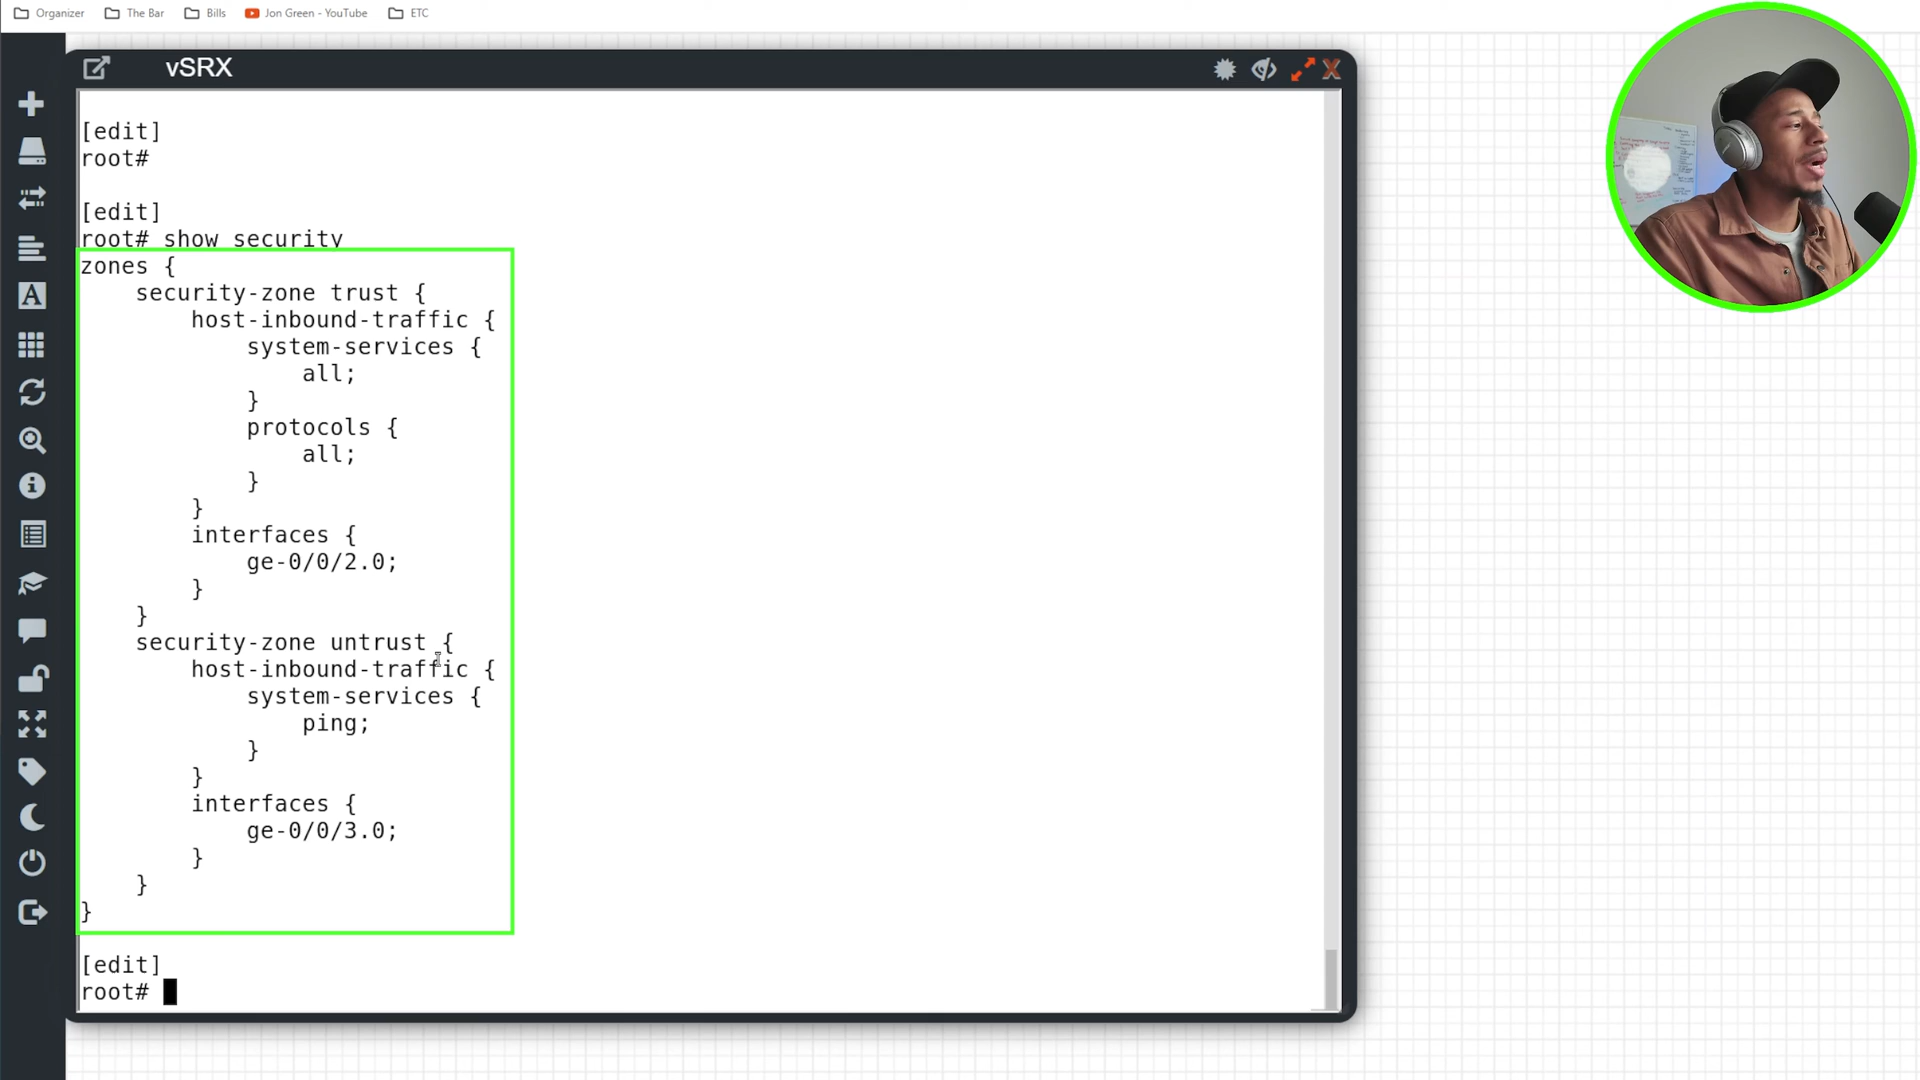 Organizer
The Bar
Bills
Jon Green - YouTube
ETC
vSRX
[edit]
root#
[edit]
root# show security
zones {
    security-zone trust {
        host-inbound-traffic {
            system-services {
                all;
            }
            protocols {
                all;
            }
        }
        interfaces {
            ge-0/0/2.0;
        }
    }
    security-zone untrust {
        host-inbound-traffic {
            system-services {
                ping;
            }
        }
        interfaces {
            ge-0/0/3.0;
        }
    }
}
[edit]
root#